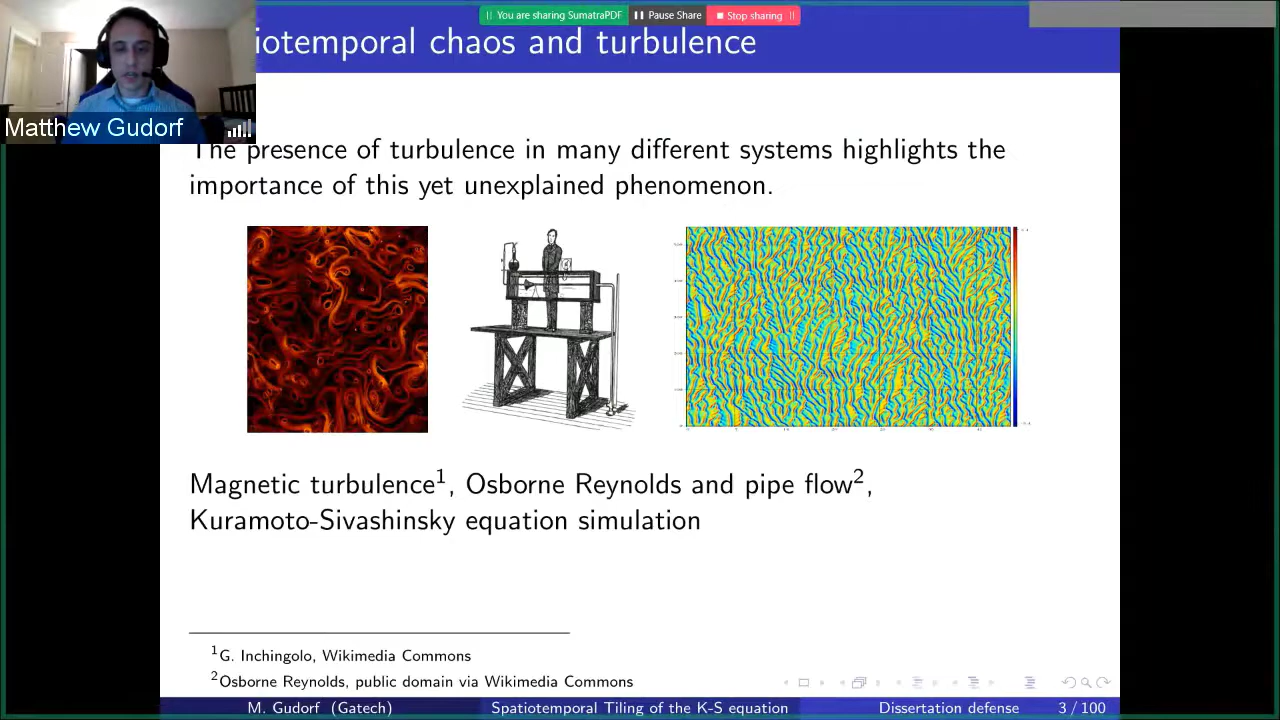 You are sharing SumatraPDF
Pause Share
Stop sharing
iotemporal chaos and turbulence
Matthew Gudorf
The presence of turbulence in many different systems highlights the
importance of this yet unexplained phenomenon.
Magnetic turbulence1, Osborne Reynolds and pipe flow2,
Kuramoto-Sivashinsky equation simulation
1G. Inchingolo, Wikimedia Commons
2Osborne Reynolds, public domain via Wikimedia Commons
M. Gudorf (Gatech) Spatiotemporal Tiling of the K-S equation Dissertation defense 3 / 100